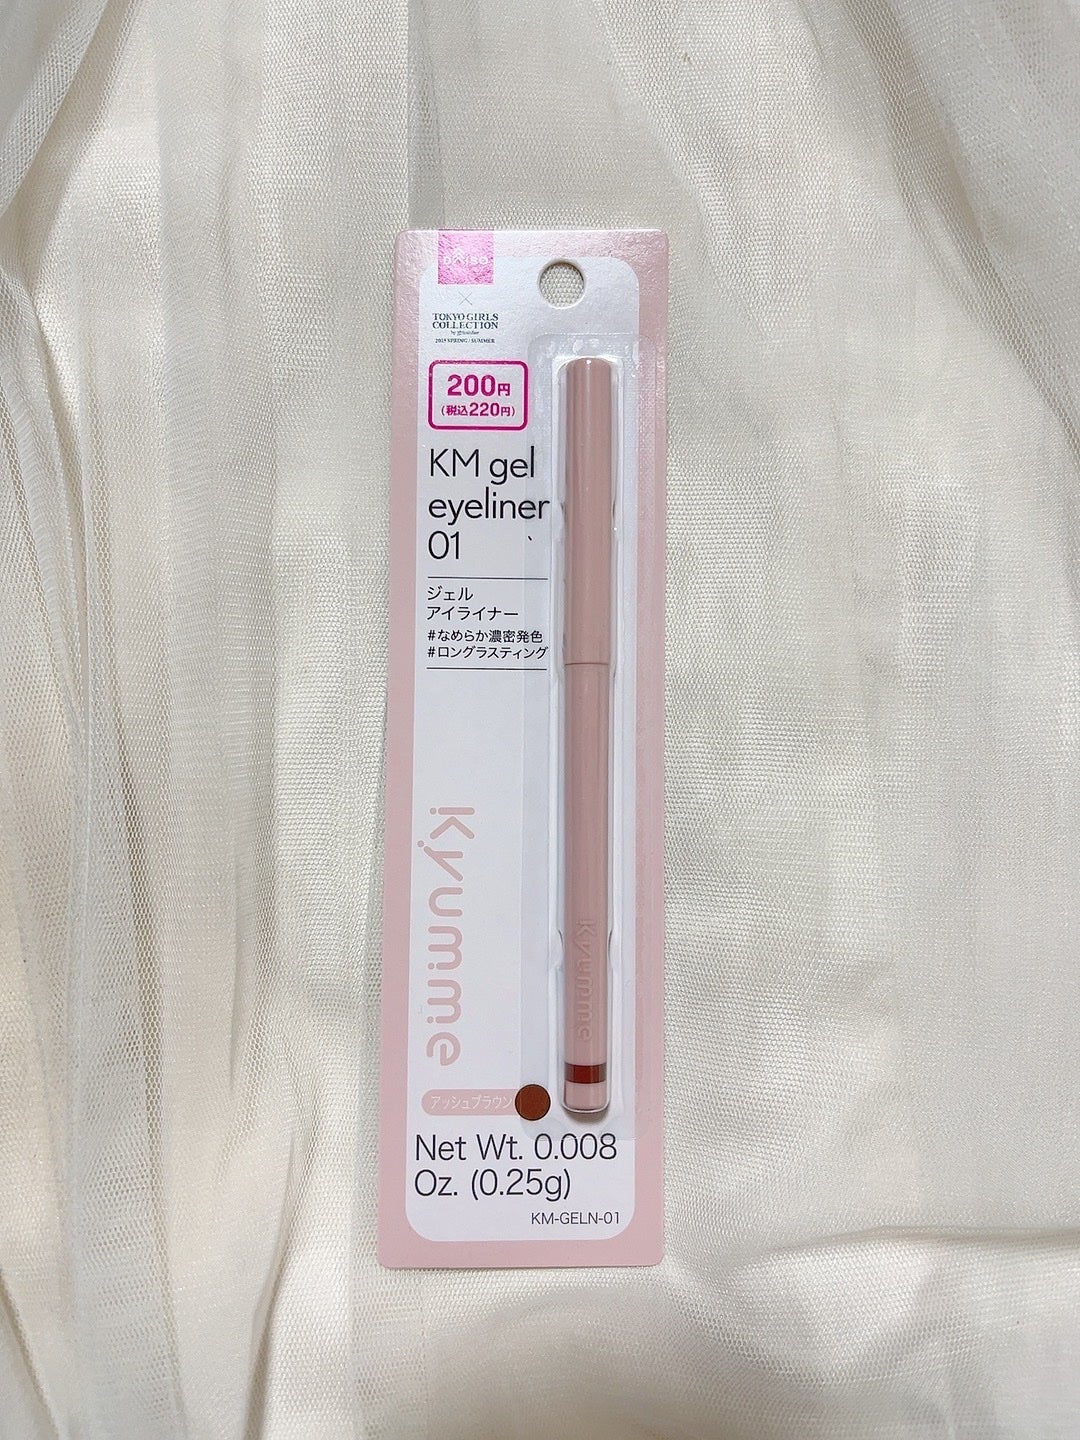 DAISO
×
TOKYO GIRLS
COLLECTION
2025 SPRING / SUMMER
200円
(税込220円)
KM gel
eyeliner
01
ジェル
アイライナー
#なめらか濃密発色
#ロングラスティング
Kyumme
Kyumme
アッシュブラウン
Net Wt. 0.008
Oz. (0.25g)
KM-GELN-01